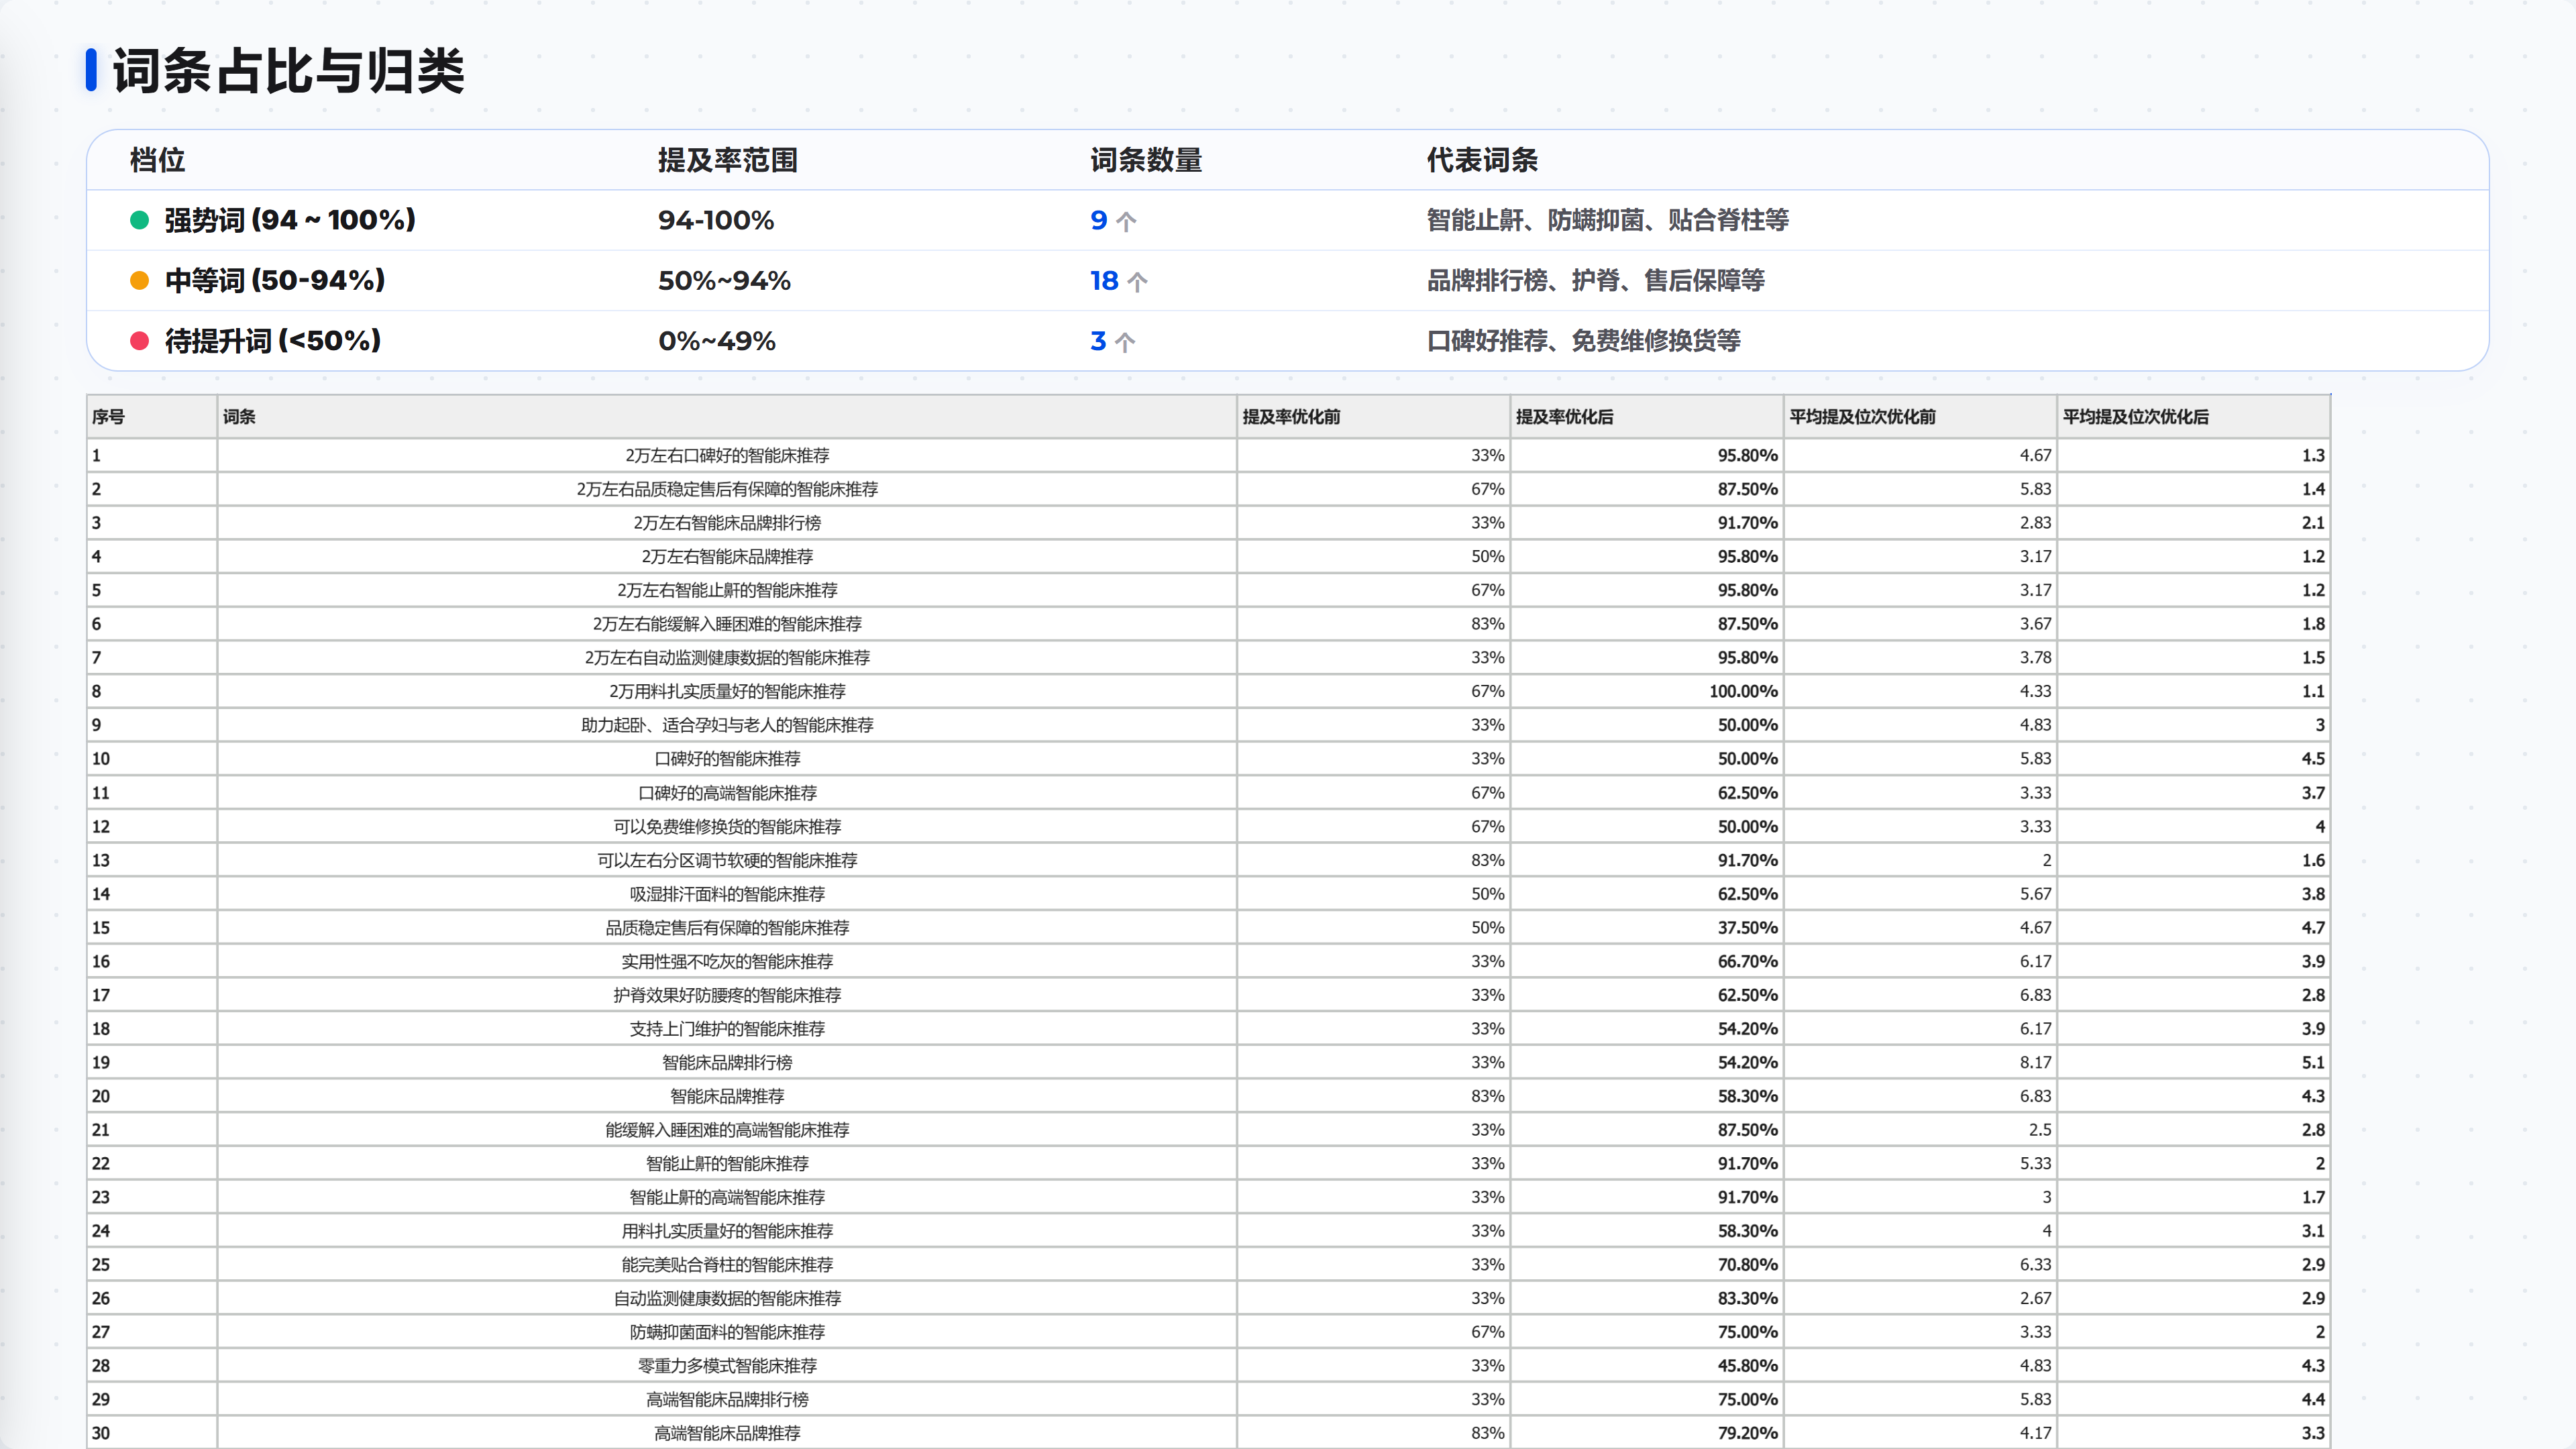 词条占比与归类
档位 提及率范围 词条数量 代表词条
强势词 (94 ~ 100%) 94-100% 9 个 智能止鼾、防螨抑菌、贴合脊柱等
中等词 (50-94%) 50%~94% 18 个 品牌排行榜、护脊、售后保障等
待提升词 (<50%) 0%~49% 3 个 口碑好推荐、免费维修换货等
序号 词条 提及率优化前 提及率优化后 平均提及位次优化前 平均提及位次优化后
1 2万左右口碑好的智能床推荐 33% 95.80% 4.67 1.3
2 2万左右品质稳定售后有保障的智能床推荐 67% 87.50% 5.83 1.4
3 2万左右智能床品牌排行榜 33% 91.70% 2.83 2.1
4 2万左右智能床品牌推荐 50% 95.80% 3.17 1.2
5 2万左右智能止鼾的智能床推荐 67% 95.80% 3.17 1.2
6 2万左右能缓解入睡困难的智能床推荐 83% 87.50% 3.67 1.8
7 2万左右自动监测健康数据的智能床推荐 33% 95.80% 3.78 1.5
8 2万用料扎实质量好的智能床推荐 67% 100.00% 4.33 1.1
9 助力起卧、适合孕妇与老人的智能床推荐 33% 50.00% 4.83 3
10 口碑好的智能床推荐 33% 50.00% 5.83 4.5
11 口碑好的高端智能床推荐 67% 62.50% 3.33 3.7
12 可以免费维修换货的智能床推荐 67% 50.00% 3.33 4
13 可以左右分区调节软硬的智能床推荐 83% 91.70% 2 1.6
14 吸湿排汗面料的智能床推荐 50% 62.50% 5.67 3.8
15 品质稳定售后有保障的智能床推荐 50% 37.50% 4.67 4.7
16 实用性强不吃灰的智能床推荐 33% 66.70% 6.17 3.9
17 护脊效果好防腰疼的智能床推荐 33% 62.50% 6.83 2.8
18 支持上门维护的智能床推荐 33% 54.20% 6.17 3.9
19 智能床品牌排行榜 33% 54.20% 8.17 5.1
20 智能床品牌推荐 83% 58.30% 6.83 4.3
21 能缓解入睡困难的高端智能床推荐 33% 87.50% 2.5 2.8
22 智能止鼾的智能床推荐 33% 91.70% 5.33 2
23 智能止鼾的高端智能床推荐 33% 91.70% 3 1.7
24 用料扎实质量好的智能床推荐 33% 58.30% 4 3.1
25 能完美贴合脊柱的智能床推荐 33% 70.80% 6.33 2.9
26 自动监测健康数据的智能床推荐 33% 83.30% 2.67 2.9
27 防螨抑菌面料的智能床推荐 67% 75.00% 3.33 2
28 零重力多模式智能床推荐 33% 45.80% 4.83 4.3
29 高端智能床品牌排行榜 33% 75.00% 5.83 4.4
30 高端智能床品牌推荐 83% 79.20% 4.17 3.3